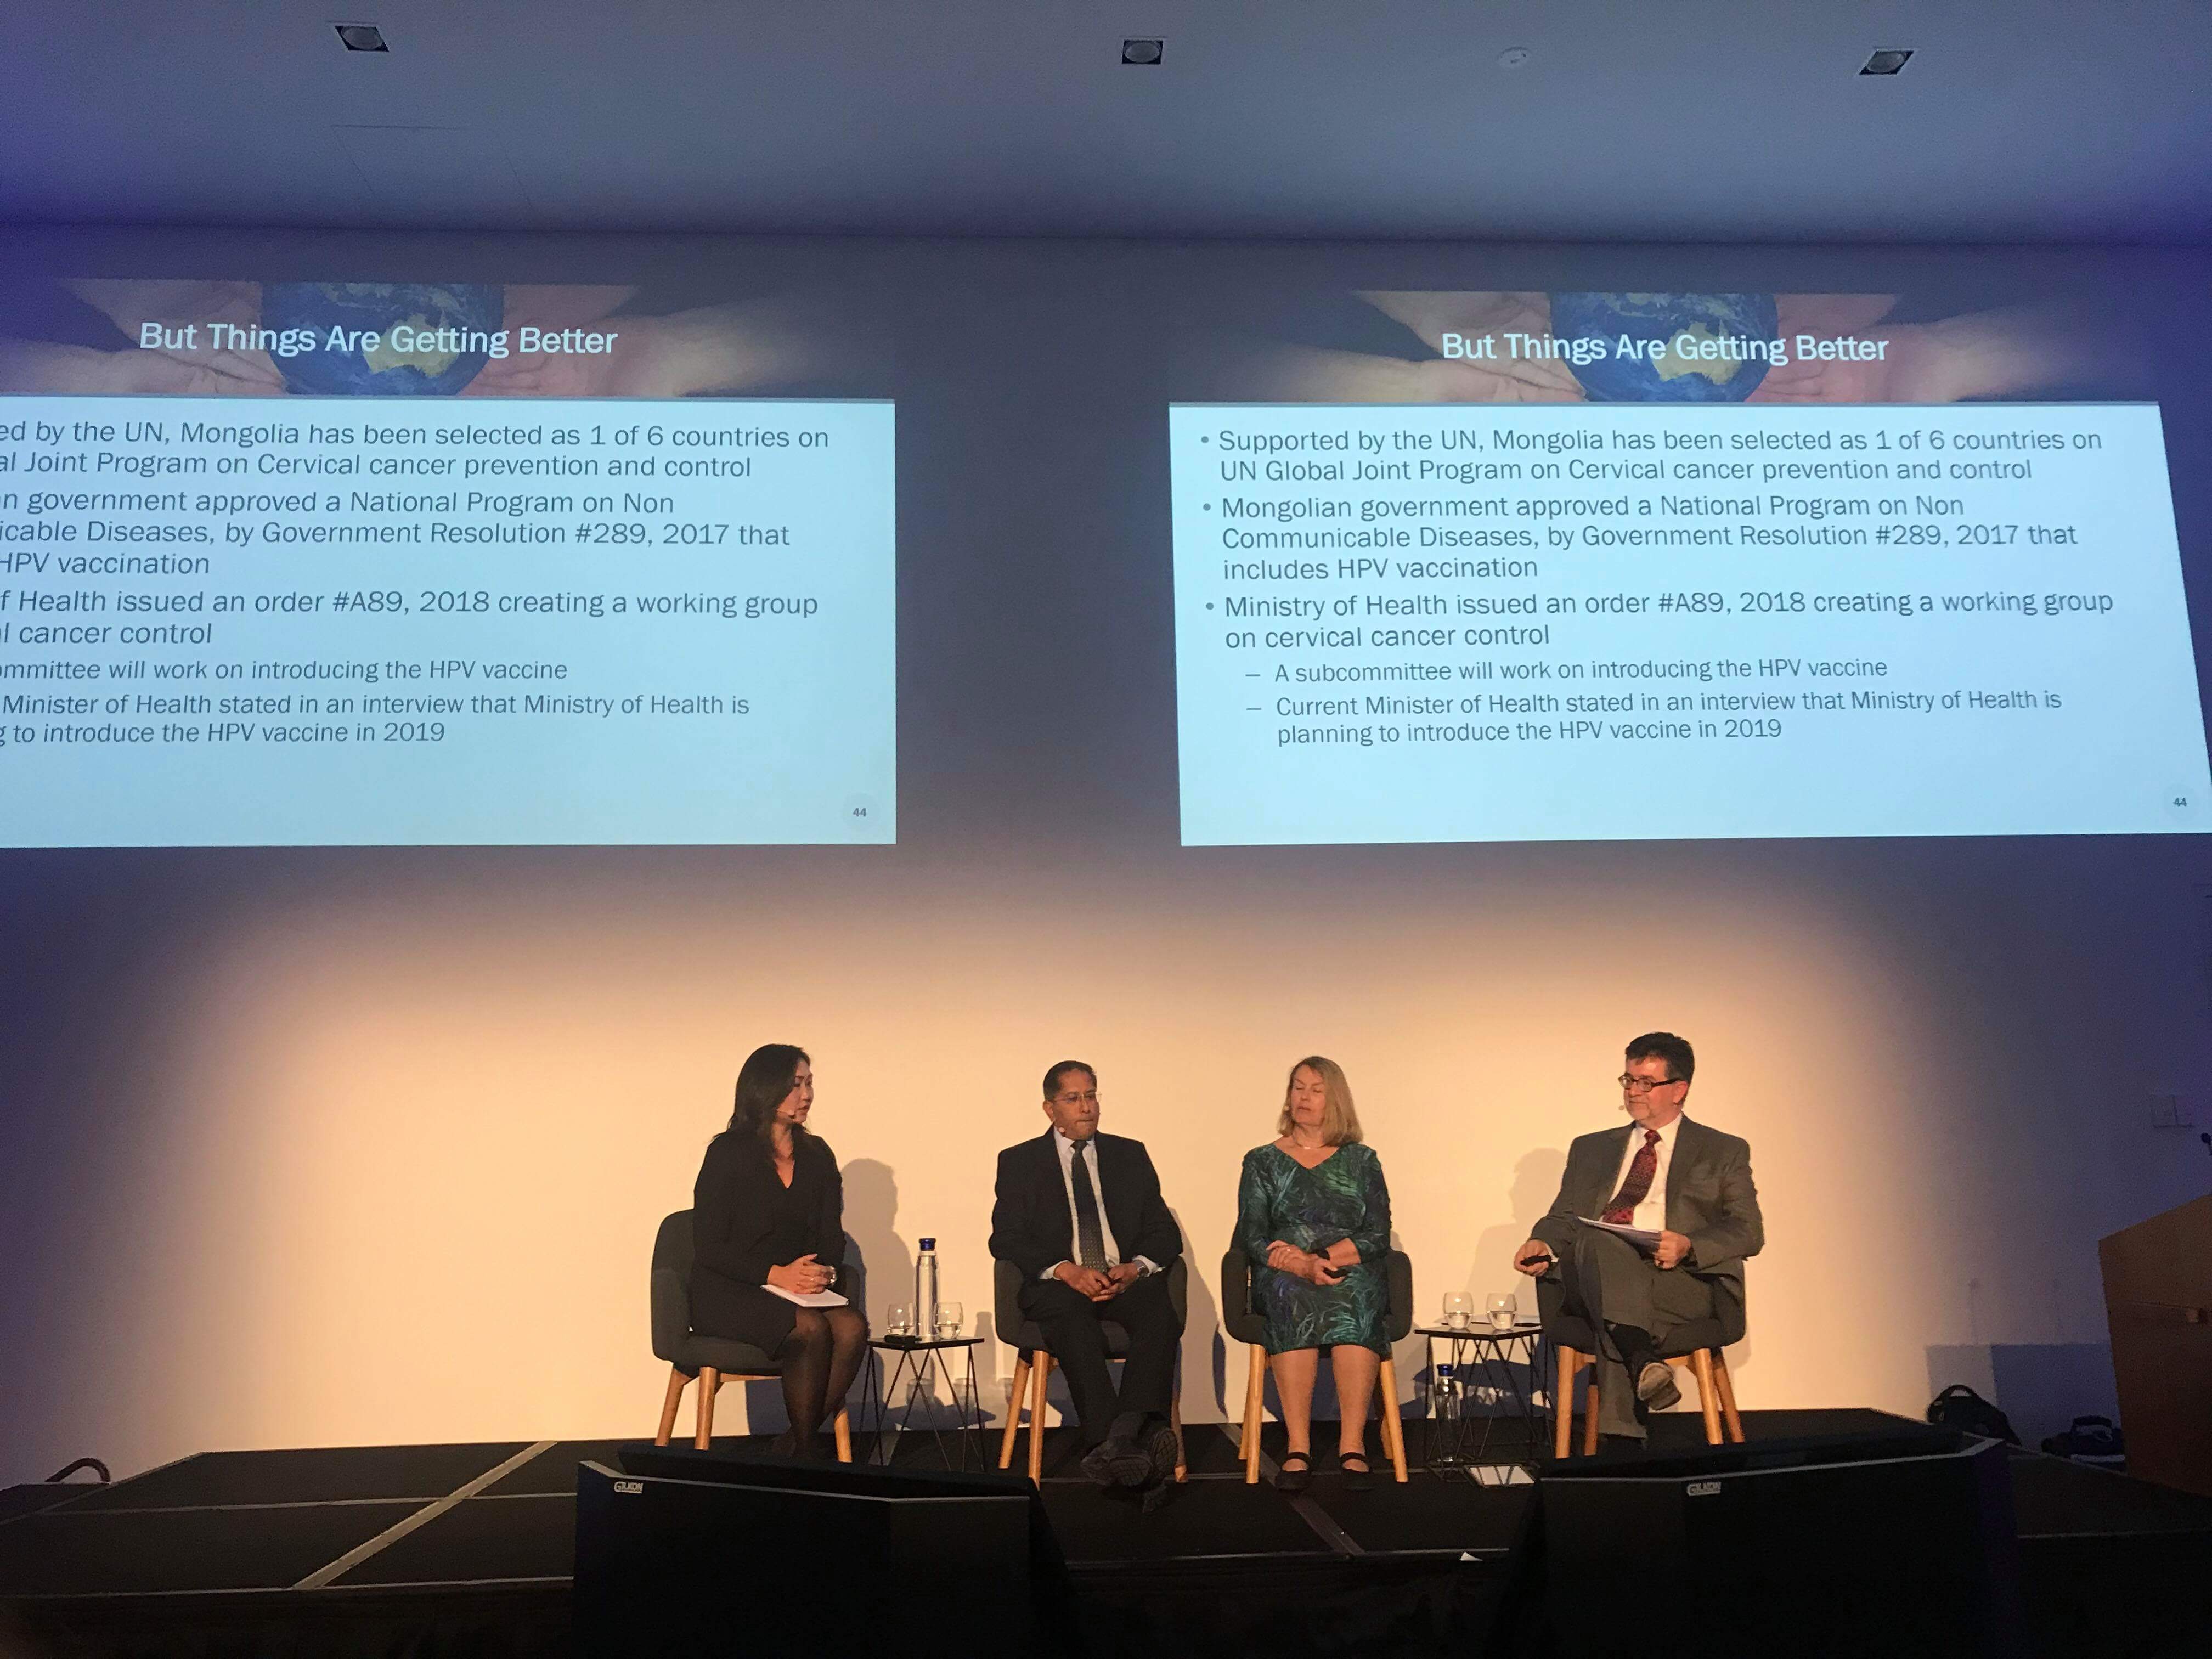 But Things Are Getting Better
ed by the UN, Mongolia has been selected as 1 of 6 countries on
al Joint Program on Cervical cancer prevention and control
n government approved a National Program on Non
icable Diseases, by Government Resolution #289, 2017 that
HPV vaccination
f Health issued an order #A89, 2018 creating a working group
l cancer control
ommittee will work on introducing the HPV vaccine
Minister of Health stated in an interview that Ministry of Health is
g to introduce the HPV vaccine in 2019
44
But Things Are Getting Better
• Supported by the UN, Mongolia has been selected as 1 of 6 countries on
UN Global Joint Program on Cervical cancer prevention and control
• Mongolian government approved a National Program on Non
Communicable Diseases, by Government Resolution #289, 2017 that
includes HPV vaccination
• Ministry of Health issued an order #A89, 2018 creating a working group
on cervical cancer control
– A subcommittee will work on introducing the HPV vaccine
– Current Minister of Health stated in an interview that Ministry of Health is
planning to introduce the HPV vaccine in 2019
44
GILKON
GILKON